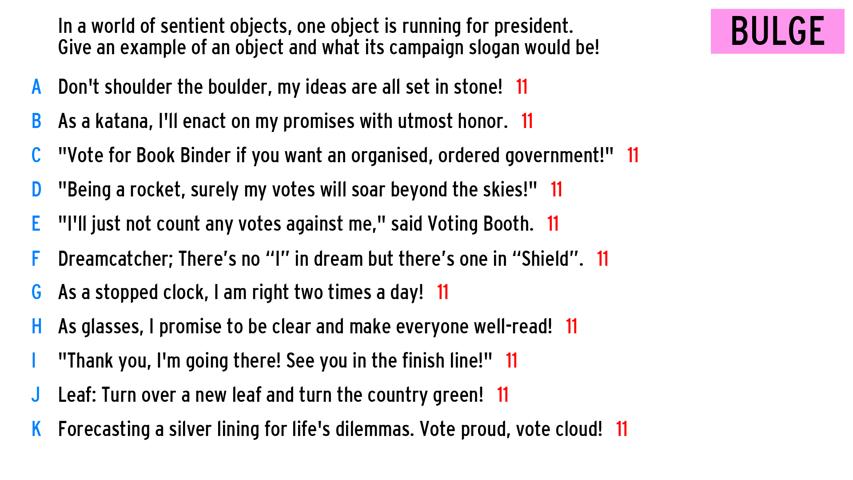 In a world of sentient objects, one object is running for president.
Give an example of an object and what its campaign slogan would be!
BULGE
A Don't shoulder the boulder, my ideas are all set in stone! 11
B As a katana, I'll enact on my promises with utmost honor. 11
C "Vote for Book Binder if you want an organised, ordered government!" 11
D "Being a rocket, surely my votes will soar beyond the skies!" 11
E "I'll just not count any votes against me," said Voting Booth. 11
F Dreamcatcher; There’s no “I” in dream but there’s one in “Shield”. 11
G As a stopped clock, I am right two times a day! 11
H As glasses, I promise to be clear and make everyone well-read! 11
I "Thank you, I'm going there! See you in the finish line!" 11
J Leaf: Turn over a new leaf and turn the country green! 11
K Forecasting a silver lining for life's dilemmas. Vote proud, vote cloud! 11